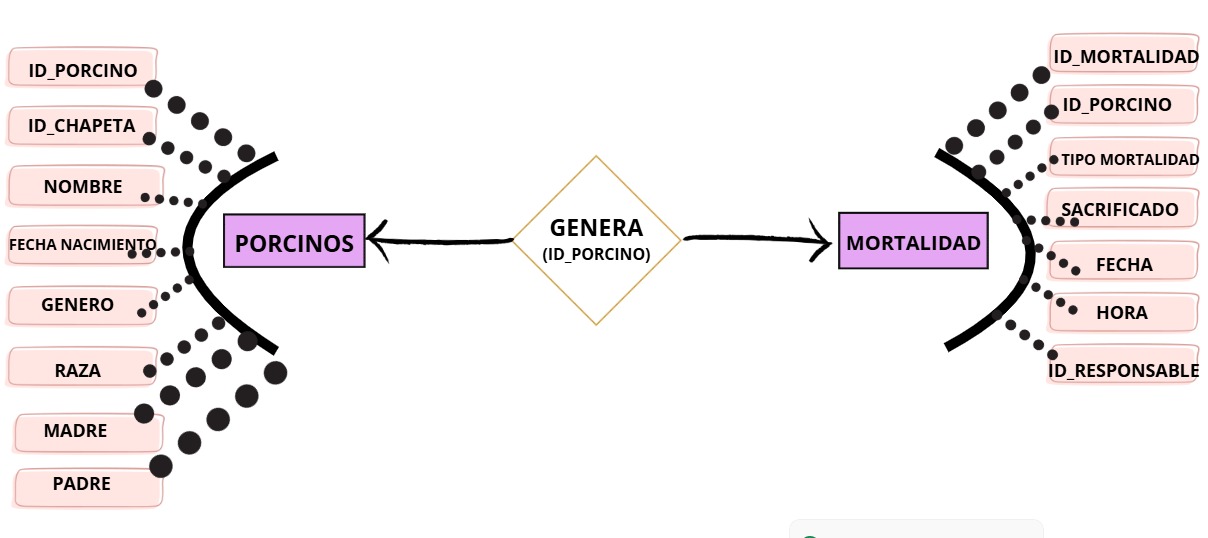 ID_PORCINO
ID_CHAPETA
NOMBRE
FECHA NACIMIENTO
GENERO
RAZA
MADRE
PADRE
PORCINOS
GENERA
(ID_PORCINO)
MORTALIDAD
ID_MORTALIDAD
ID_PORCINO
TIPO MORTALIDAD
SACRIFICADO
FECHA
HORA
ID_RESPONSABLE